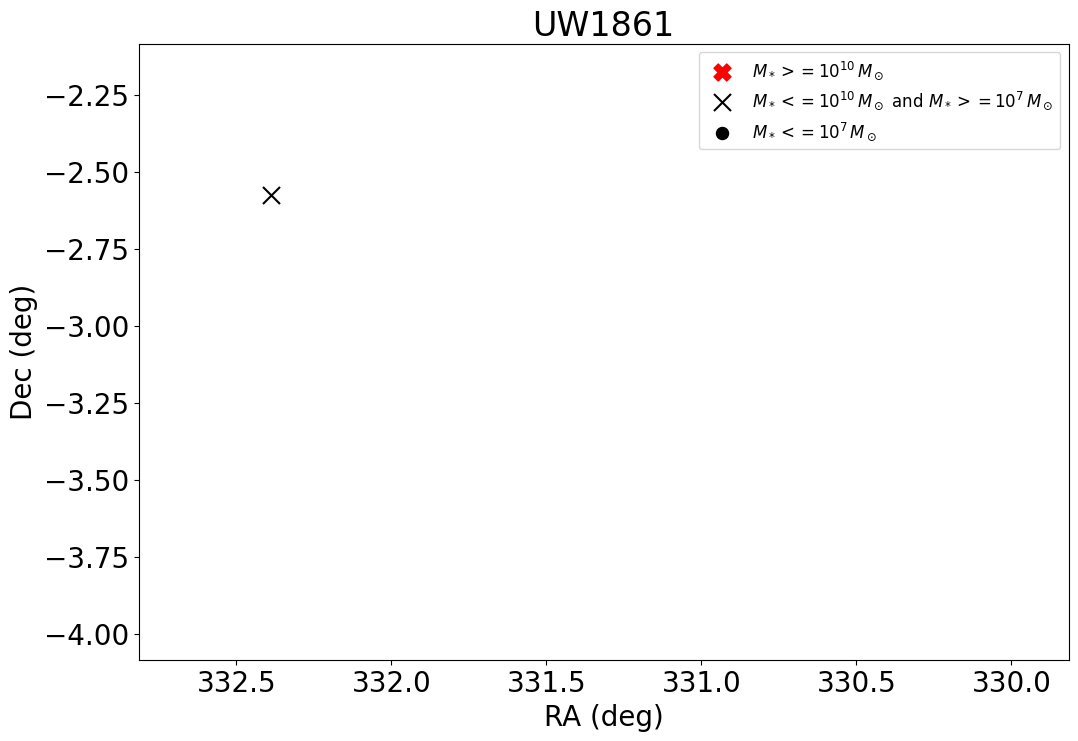 UW1861
M* >= 10^10 M⊙
M* <= 10^10 M⊙ and M* >= 10^7 M⊙
M* <= 10^7 M⊙
−2.25
−2.50
−2.75
−3.00
−3.25
−3.50
−3.75
−4.00
Dec (deg)
332.5 332.0 331.5 331.0 330.5 330.0
RA (deg)